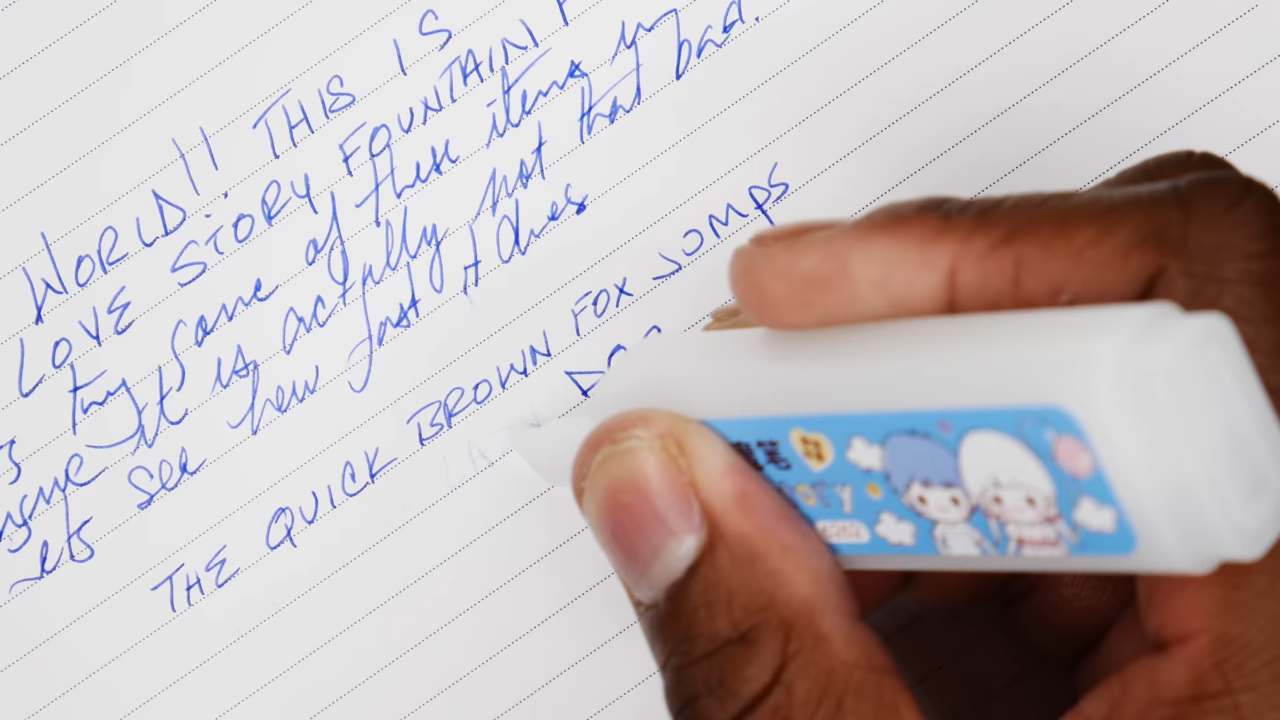 WORLD!! THIS IS
LOVE STORY FOUNTAIN
try some of these items
it is actually not that bad.
ets see how fast it dries
THE QUICK BROWN FOX JUMPS